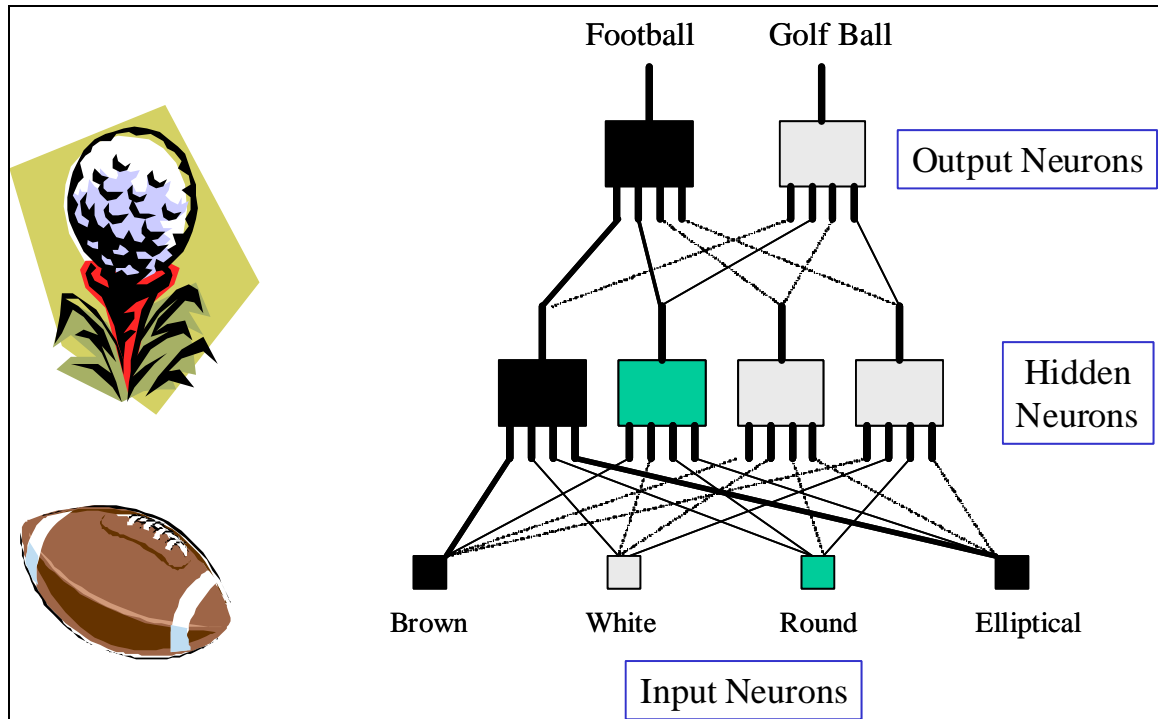 Football Golf Ball
Output Neurons
Hidden
Neurons
Brown White Round Elliptical
Input Neurons